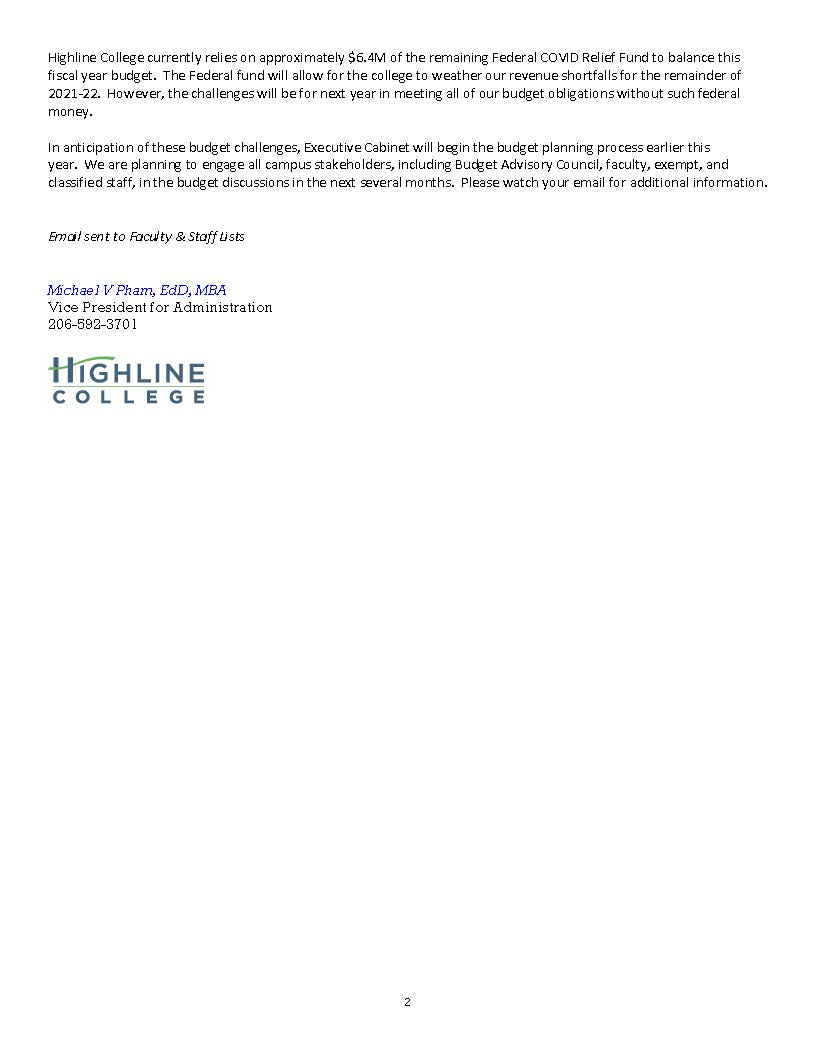 Highline College currently relies on approximately $6.4M of the remaining Federal COVID Relief Fund to balance this
fiscal year budget.  The Federal fund will allow for the college to weather our revenue shortfalls for the remainder of
2021-22.  However, the challenges will be for next year in meeting all of our budget obligations without such federal
money.
In anticipation of these budget challenges, Executive Cabinet will begin the budget planning process earlier this
year.  We are planning to engage all campus stakeholders, including Budget Advisory Council, faculty, exempt, and
classified staff, in the budget discussions in the next several months.  Please watch your email for additional information.
Email sent to Faculty & Staff Lists
Michael V Pham, EdD, MBA
Vice President for Administration
206-592-3701
HIGHLINE
COLLEGE
2